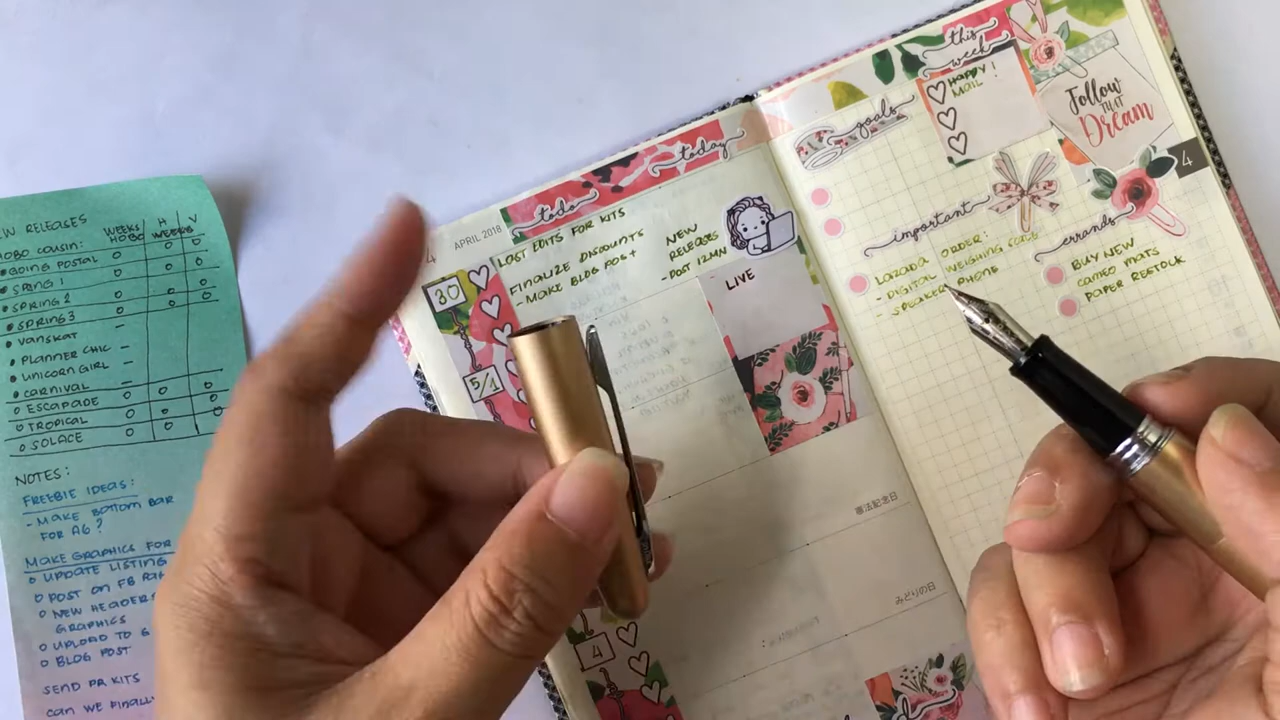 NEW RELEASES
WEEKS HOBO
H WEEKS
V
HOBO COUSIN:
GOING POSTAL
SPRING 1
SPRING 2
SPRING 3
VANSKAT
PLANNER CHIC
UNICORN GIRL
CARNIVAL
ESCAPADE
TROPICAL
SOLACE
NOTES:
FREEBIE IDEAS:
- MAKE BOTTOM BAR
FOR A6?
MAKE GRAPHICS FOR
UPDATE LISTING
POST ON FB
NEW HEADERS
GRAPHICS
UPLOAD TO
BLOG POST
SEND PR KITS
CAN WE FINALLY
4
APRIL 2018
todo
today
LAST EDITS FOR KITS
FINALIZE DISCOUNTS
- MAKE BLOG POST
NEW
RELEASES
- POST 12MN
30
LIVE
5/1
憲法記念日
みどりの日
4
this
week
HAPPY
MAIL!
Follow
THAT
Dream
goals
4
important
LAZADA ORDER:
- DIGITAL WEIGHING SCALE
- SPEAKER PHONE
errands
BUY NEW
CAMEO MATS
PAPER RESTOCK